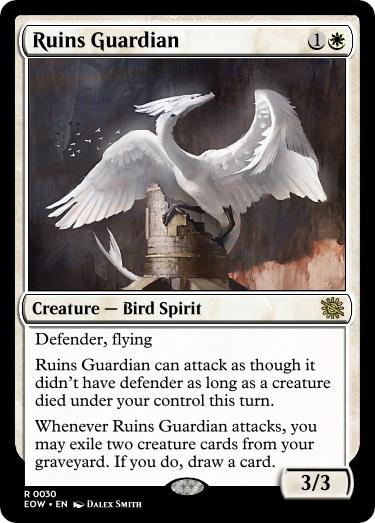 Ruins Guardian 1
Creature — Bird Spirit
Defender, flying
Ruins Guardian can attack as though it
didn't have defender as long as a creature
died under your control this turn.
Whenever Ruins Guardian attacks, you
may exile two creature cards from your
graveyard. If you do, draw a card.
3/3
R 0030
EOW • EN Dalex Smith